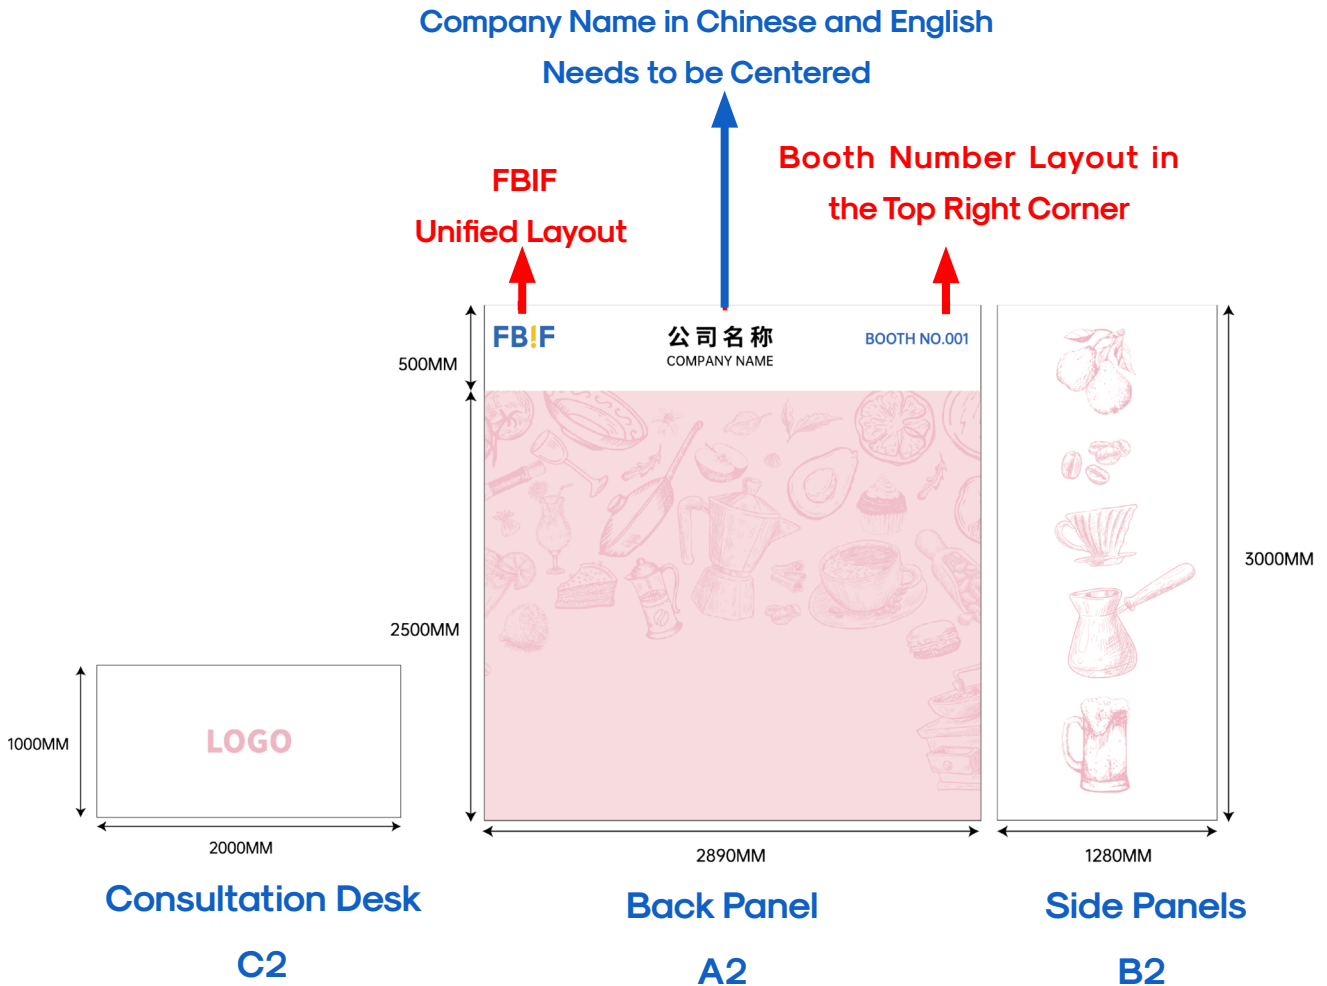 Company Name in Chinese and English
Needs to be Centered
Booth Number Layout in
the Top Right Corner
FBIF
Unified Layout
FB!F
公司名称
COMPANY NAME
BOOTH NO.001
500MM
2500MM
3000MM
1000MM
LOGO
2000MM
2890MM
1280MM
Consultation Desk
C2
Back Panel
A2
Side Panels
B2